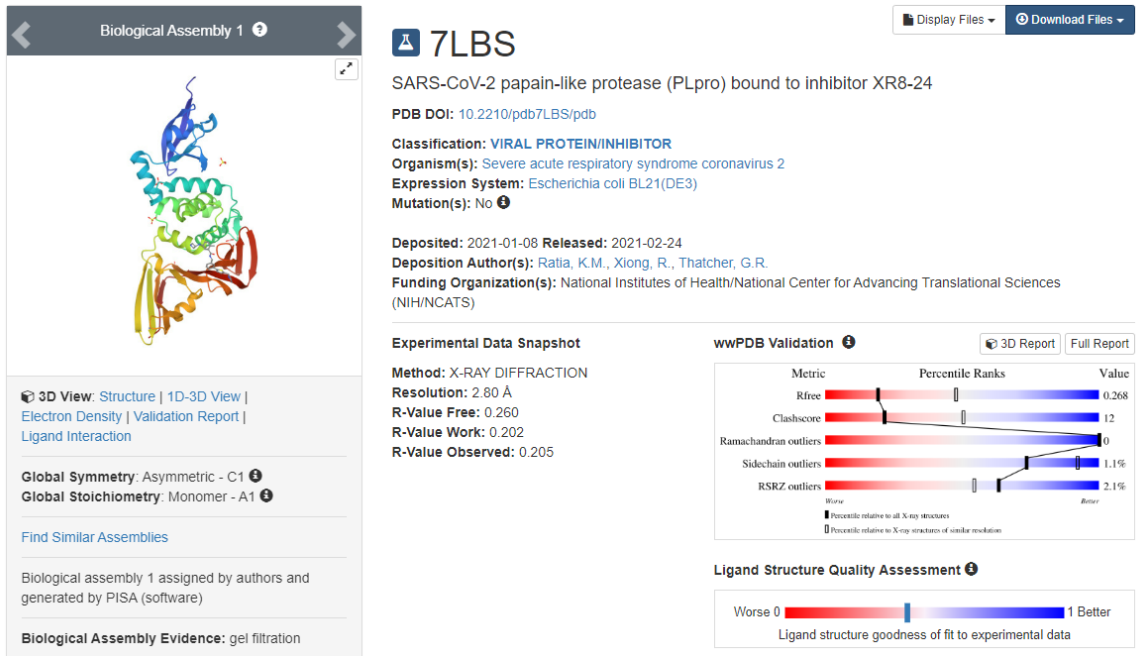 Biological Assembly 1 ?
Display Files
Download Files
7LBS
SARS-CoV-2 papain-like protease (PLpro) bound to inhibitor XR8-24
PDB DOI: 10.2210/pdb7LBS/pdb
Classification: VIRAL PROTEIN/INHIBITOR
Organism(s): Severe acute respiratory syndrome coronavirus 2
Expression System: Escherichia coli BL21(DE3)
Mutation(s): No i
Deposited: 2021-01-08 Released: 2021-02-24
Deposition Author(s): Ratia, K.M., Xiong, R., Thatcher, G.R.
Funding Organization(s): National Institutes of Health/National Center for Advancing Translational Sciences
(NIH/NCATS)
3D View: Structure | 1D-3D View |
Electron Density | Validation Report |
Ligand Interaction
Global Symmetry: Asymmetric - C1 i
Global Stoichiometry: Monomer - A1 i
Find Similar Assemblies
Biological assembly 1 assigned by authors and
generated by PISA (software)
Biological Assembly Evidence: gel filtration
Experimental Data Snapshot
Method: X-RAY DIFFRACTION
Resolution: 2.80 Å
R-Value Free: 0.260
R-Value Work: 0.202
R-Value Observed: 0.205
wwPDB Validation i
3D Report
Full Report
Metric Percentile Ranks Value
Rfree 0.268
Clashscore 12
Ramachandran outliers 0
Sidechain outliers 1.1%
RSRZ outliers 2.1%
Worse Better
Percentile relative to all X-ray structures
Percentile relative to X-ray structures of similar resolution
Ligand Structure Quality Assessment i
Worse 0 1 Better
Ligand structure goodness of fit to experimental data